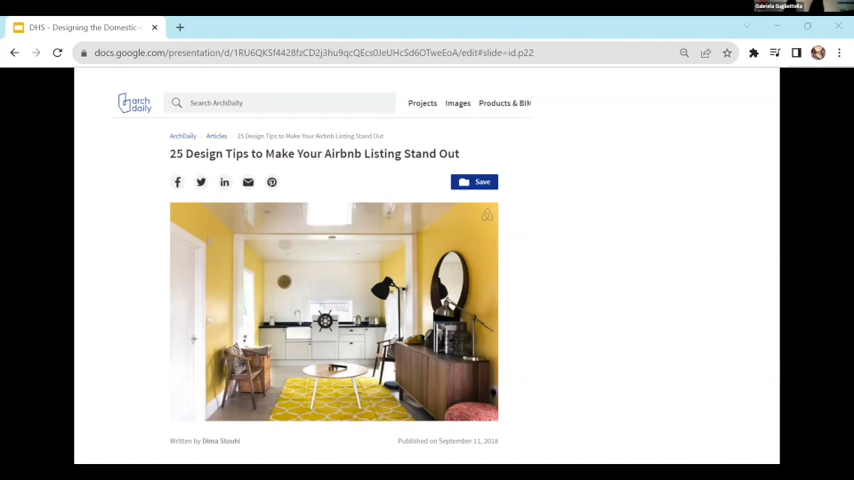 Gabriela Gugliottella
DHS - Designing the Domestic-
docs.google.com/presentation/d/1RU6QKSf4428fzCD2j3hu9qcQEcs0JeUHcSd6OTweEoA/edit#slide=id.p22
arch
daily
Search ArchDaily
Projects Images Products & BIM
ArchDaily Articles 25 Design Tips to Make Your Airbnb Listing Stand Out
25 Design Tips to Make Your Airbnb Listing Stand Out
Save
Written by Dima Stouhi
Published on September 11, 2018